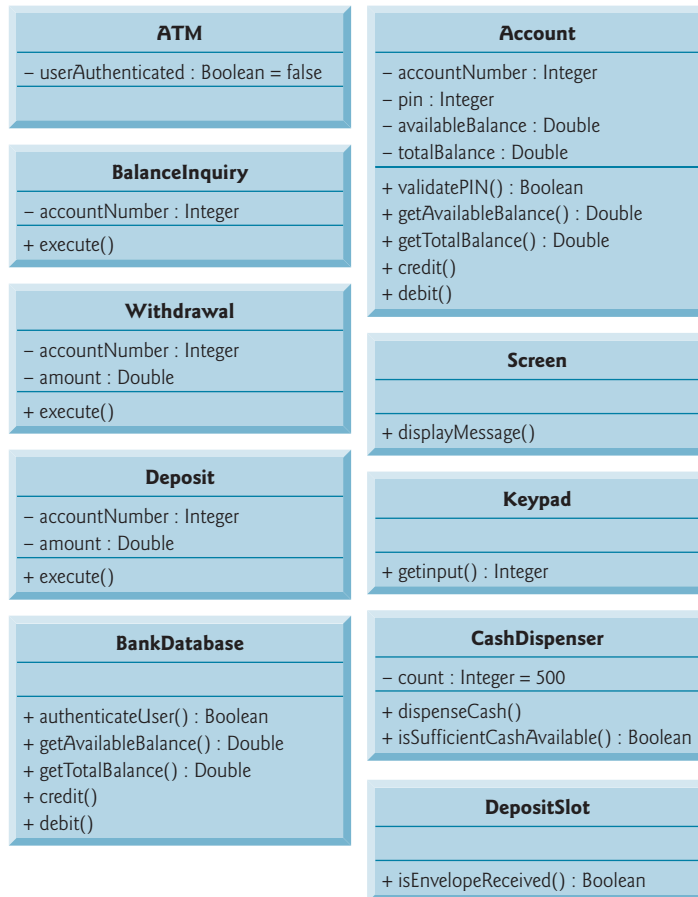 ATM
– userAuthenticated : Boolean = false
BalanceInquiry
– accountNumber : Integer
+ execute()
Withdrawal
– accountNumber : Integer
– amount : Double
+ execute()
Deposit
– accountNumber : Integer
– amount : Double
+ execute()
BankDatabase
+ authenticateUser() : Boolean
+ getAvailableBalance() : Double
+ getTotalBalance() : Double
+ credit()
+ debit()
Account
– accountNumber : Integer
– pin : Integer
– availableBalance : Double
– totalBalance : Double
+ validatePIN() : Boolean
+ getAvailableBalance() : Double
+ getTotalBalance() : Double
+ credit()
+ debit()
Screen
+ displayMessage()
Keypad
+ getinput() : Integer
CashDispenser
– count : Integer = 500
+ dispenseCash()
+ isSufficientCashAvailable() : Boolean
DepositSlot
+ isEnvelopeReceived() : Boolean